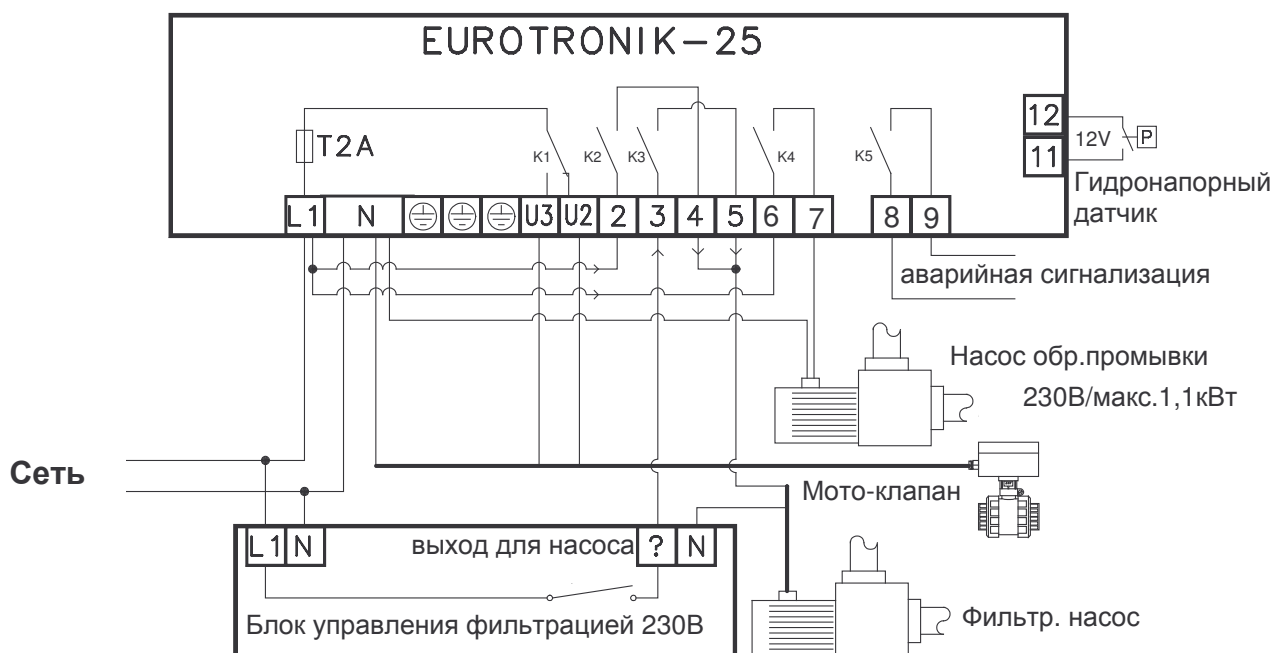 EUROTRONIK-25
T2A
K1
K2
K3
K4
K5
12
12V
P
11
L1 N U3 U2 2 3 4 5 6 7 8 9
Гидронапорный
датчик
аварийная сигнализация
Насос обр.промывки
230В/макс.1,1кВт
Сеть
Мото-клапан
L1 N
выход для насоса ? N
Блок управления фильтрацией 230В
Фильтр. насос